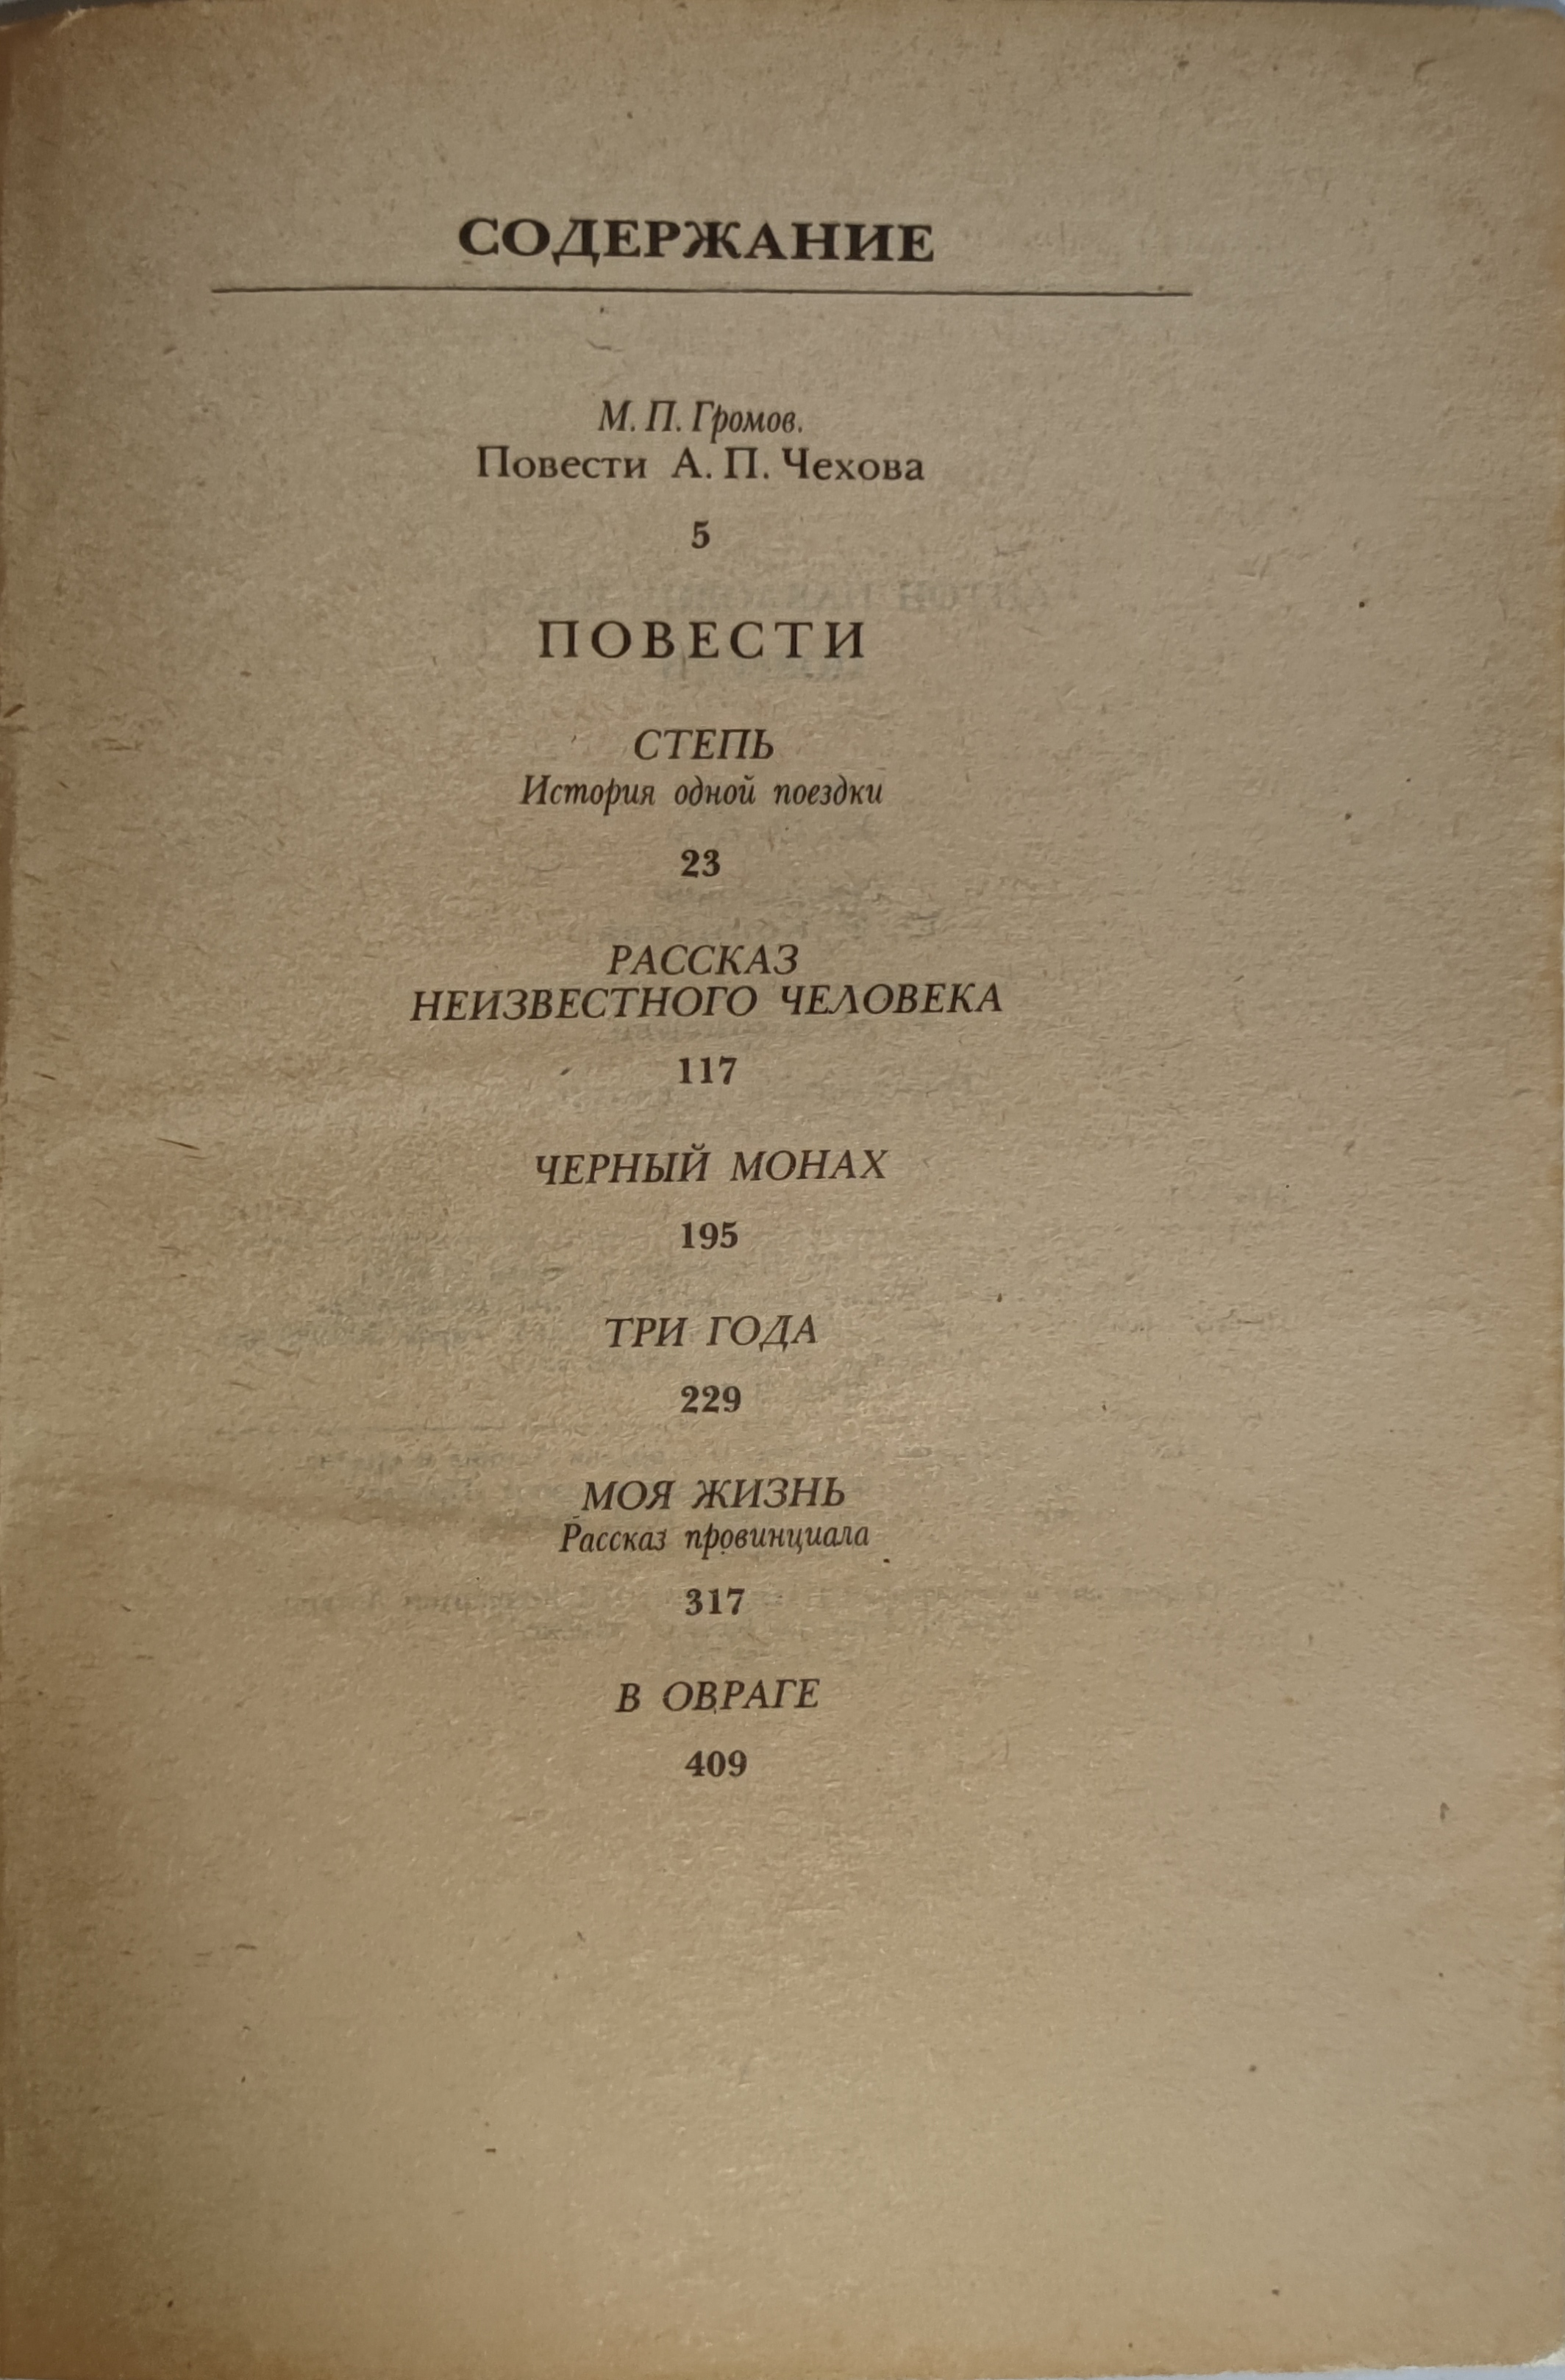 СОДЕРЖАНИЕ
М. П. Громов.
Повести А. П. Чехова
5
ПОВЕСТИ
СТЕПЬ
История одной поездки
23
РАССКАЗ
НЕИЗВЕСТНОГО ЧЕЛОВЕКА
117
ЧЕРНЫЙ МОНАХ
195
ТРИ ГОДА
229
МОЯ ЖИЗНЬ
Рассказ провинциала
317
В ОВРАГЕ
409